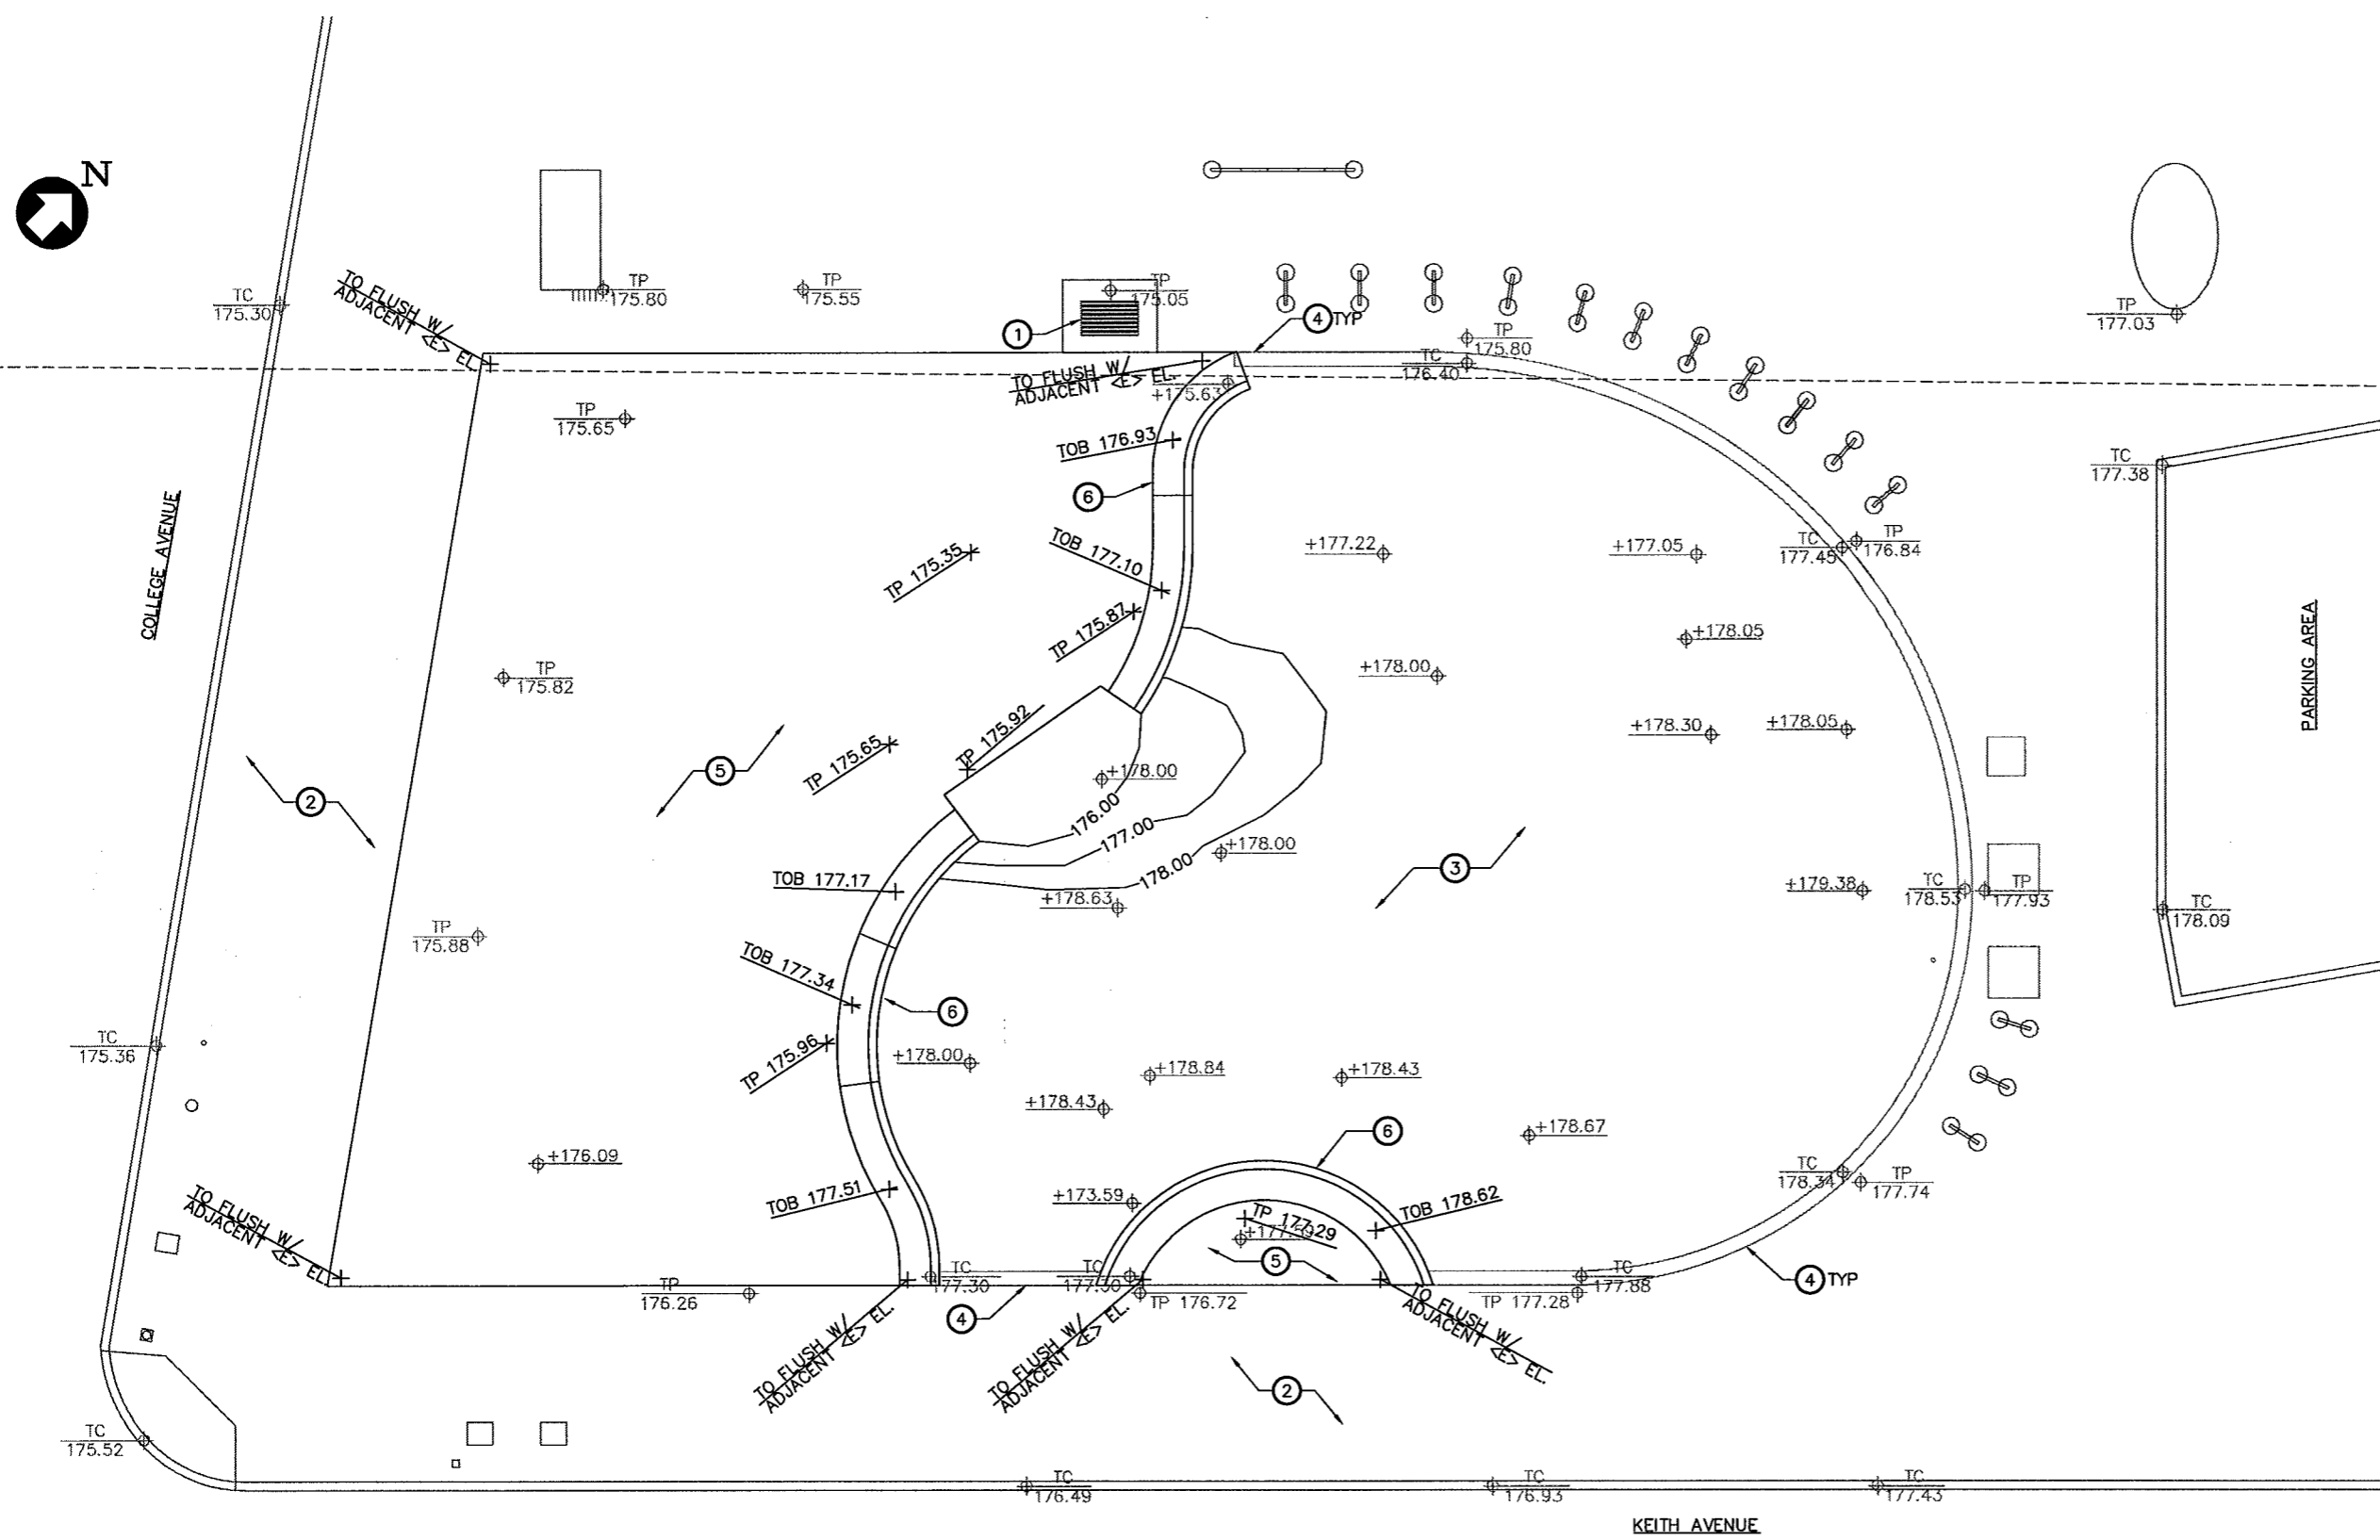 N
TC
175.30
TO FLUSH W/
ADJACENT <E> EL.
TP
175.80
TP
175.55
TP
175.05
1
4 TYP
TP
175.80
TC
176.40
TP
177.03
TO FLUSH W/
ADJACENT <E> EL.
+175.63
TP
175.65
TOB 176.93
6
TC
177.38
COLLEGE AVENUE
TP 175.35
TOB 177.10
TP 175.87
+177.22
+177.05
TC
177.45
TP
176.84
+178.05
+178.00
TP
175.82
PARKING AREA
TP 175.92
TP 175.65
+178.30
+178.05
5
2
+178.00
176.00
177.00
178.00
+178.00
3
TOB 177.17
+178.63
+179.38
TC
178.53
TP
177.93
TC
178.09
TP
175.88
TOB 177.34
6
TC
175.36
TP 175.96
+178.00
+178.84
+178.43
+178.43
6
+178.67
+176.09
TC
178.34
TP
177.74
TO FLUSH W/
ADJACENT <E> EL.
TOB 177.51
+173.59
TOB 178.62
TP 177.29
5
TC
177.30
TC
TC
177.88
4 TYP
TP
176.26
4
TP 176.72
TP 177.28
TO FLUSH W/
ADJACENT <E> EL.
TO FLUSH W/
ADJACENT <E> EL.
TO FLUSH W/
ADJACENT <E> EL.
2
TC
175.52
TC
176.49
TC
176.93
TC
177.43
KEITH AVENUE